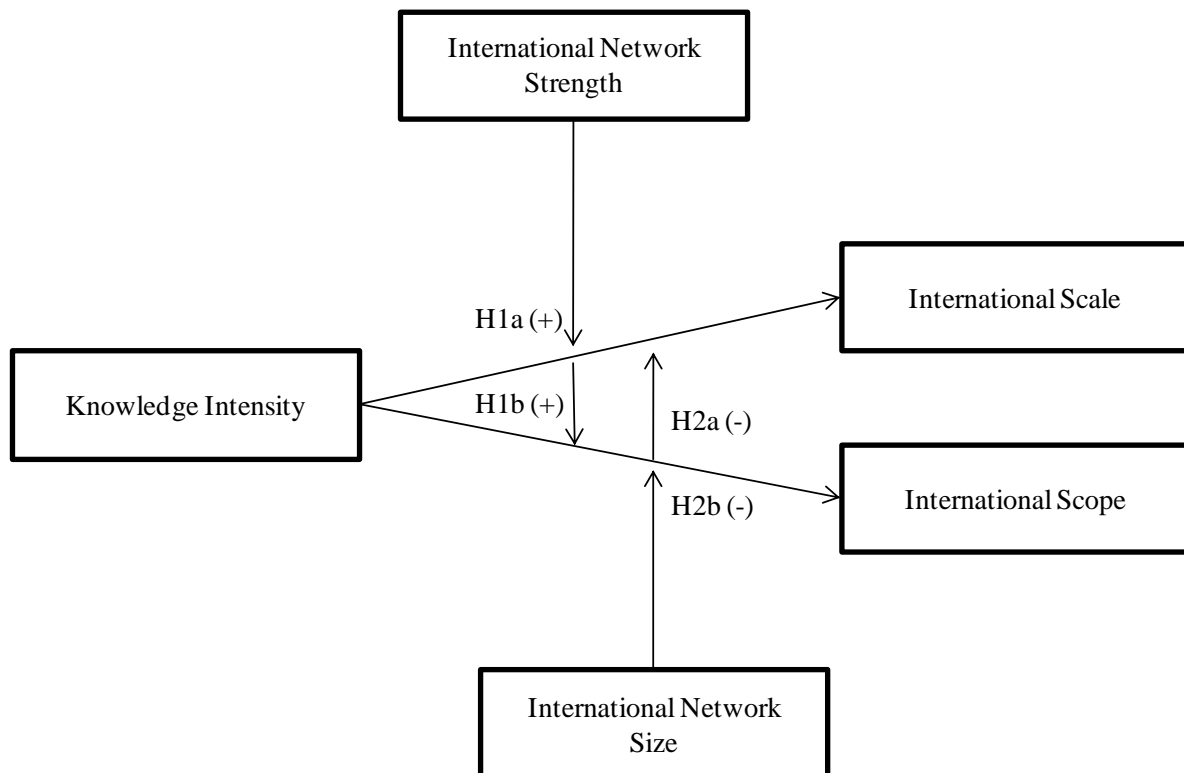 International Network
Strength
International Scale
H1a (+)
Knowledge Intensity
H1b (+)
H2a (-)
International Scope
H2b (-)
International Network
Size